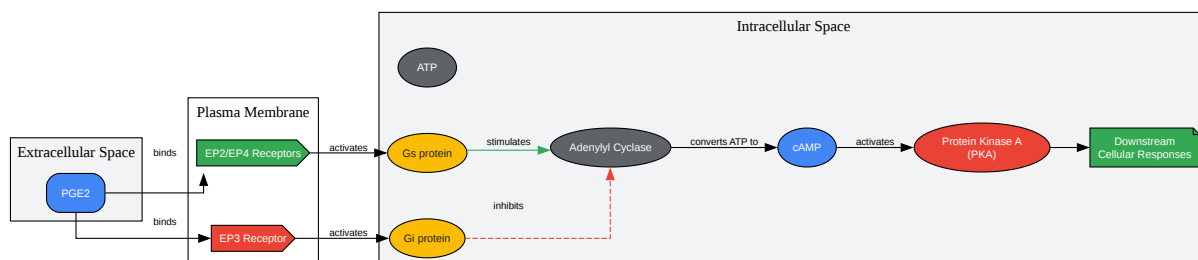 Intracellular Space
ATP
Plasma Membrane
Extracellular Space
binds
EP2/EP4 Receptors
activates
Gs protein
stimulates
Adenylyl Cyclase
converts ATP to
cAMP
activates
Protein Kinase A
(PKA)
Downstream
Cellular Responses
PGE2
binds
EP3 Receptor
activates
Gi protein
inhibits